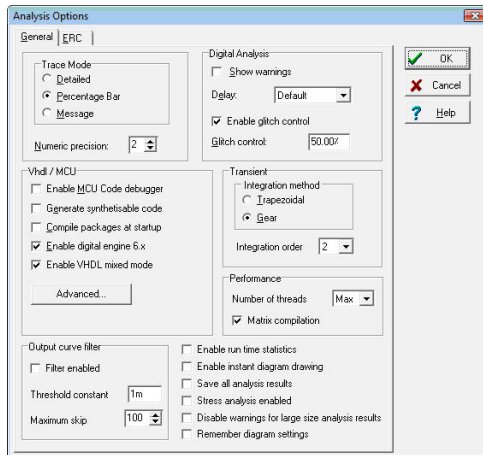 Analysis Options
General
ERC
Trace Mode
Detailed
Percentage Bar
Message
Numeric precision: 2
Digital Analysis
Show warnings
Delay: Default
Enable glitch control
Glitch control: 50.00%
OK
Cancel
Help
Vhdl / MCU
Enable MCU Code debugger
Generate synthetisable code
Compile packages at startup
Enable digital engine 6.x
Enable VHDL mixed mode
Advanced...
Transient
Integration method
Trapezoidal
Gear
Integration order 2
Performance
Number of threads Max
Matrix compilation
Output curve filter
Filter enabled
Threshold constant 1m
Maximum skip 100
Enable run time statistics
Enable instant diagram drawing
Save all analysis results
Stress analysis enabled
Disable warnings for large size analysis results
Remember diagram settings